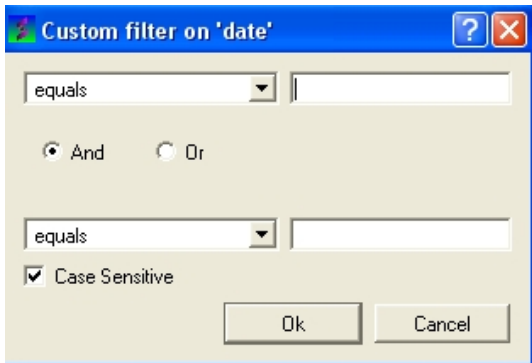 Custom filter on 'date'
equals
And Or
equals
Case Sensitive
Ok Cancel